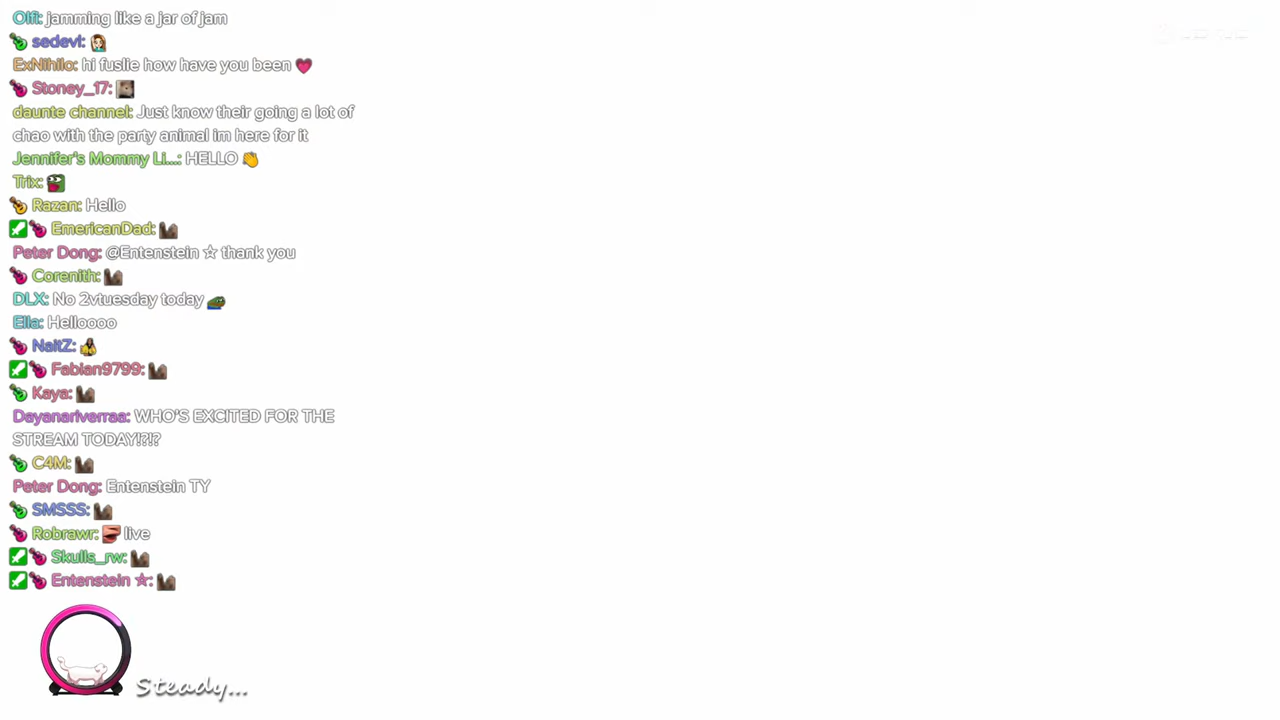 Olfi: jamming like a jar of jam
sedevi:
ExNihilo: hi fuslie how have you been
Stoney_17:
daunte channel: Just know their going a lot of
chao with the party animal im here for it
Jennifer's Mommy Li...: HELLO 👏
Trix:
Razan: Hello
EmericanDad:
Peter Dong: @Entenstein ☆ thank you
Corenith:
DLX: No 2vtuesday today
Ella: Helloooo
NaitZ:
Fabian9799:
Kaya:
Dayanariverraa: WHO'S EXCITED FOR THE
STREAM TODAY!?!?
C4M:
Peter Dong: Entenstein TY
SMSSS:
Robrawr: live
Skulls_rw:
Entenstein ☆:
Steady...